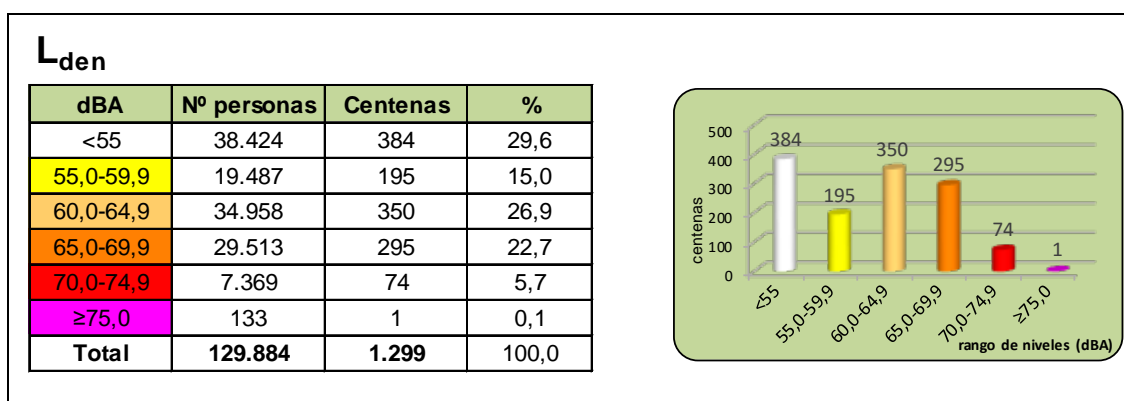 Lden
dBA Nº personas Centenas %
<55 38.424 384 29,6
55,0-59,9 19.487 195 15,0
60,0-64,9 34.958 350 26,9
65,0-69,9 29.513 295 22,7
70,0-74,9 7.369 74 5,7
≥75,0 133 1 0,1
Total 129.884 1.299 100,0
500
400
300
200
100
0
centenas
384
195
350
295
74
1
<55
55,0-59,9
60,0-64,9
65,0-69,9
70,0-74,9
≥75,0
rango de niveles (dBA)